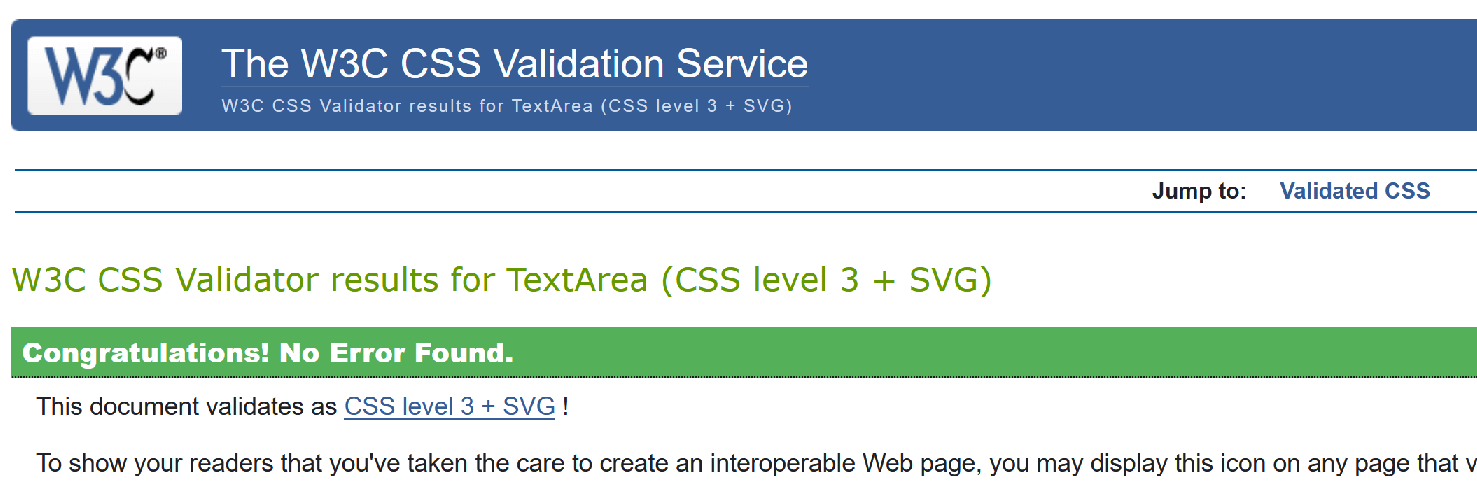 W3C®
The W3C CSS Validation Service
W3C CSS Validator results for TextArea (CSS level 3 + SVG)
Jump to: Validated CSS
W3C CSS Validator results for TextArea (CSS level 3 + SVG)
Congratulations! No Error Found.
This document validates as CSS level 3 + SVG !
To show your readers that you've taken the care to create an interoperable Web page, you may display this icon on any page that